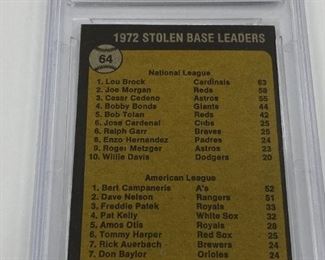 1972 STOLEN BASE LEADERS
64
National League
1. Lou Brock Cardinals 63
2. Joe Morgan Reds 58
3. Cesar Cedeno Astros 55
4. Bobby Bonds Giants 44
5. Bob Tolan Reds 42
6. Jose Cardenal Cubs 25
6. Ralph Garr Braves 25
8. Enzo Hernandez Padres 24
9. Roger Metzger Astros 23
10. Willie Davis Dodgers 20
American League
1. Bert Campaneris A's 52
2. Dave Nelson Rangers 51
3. Freddie Patek Royals 33
4. Pat Kelly White Sox 32
5. Amos Otis Royals 28
6. Tommy Harper Red Sox 25
7. Rick Auerbach Brewers 24
7. Don Baylor Orioles 24